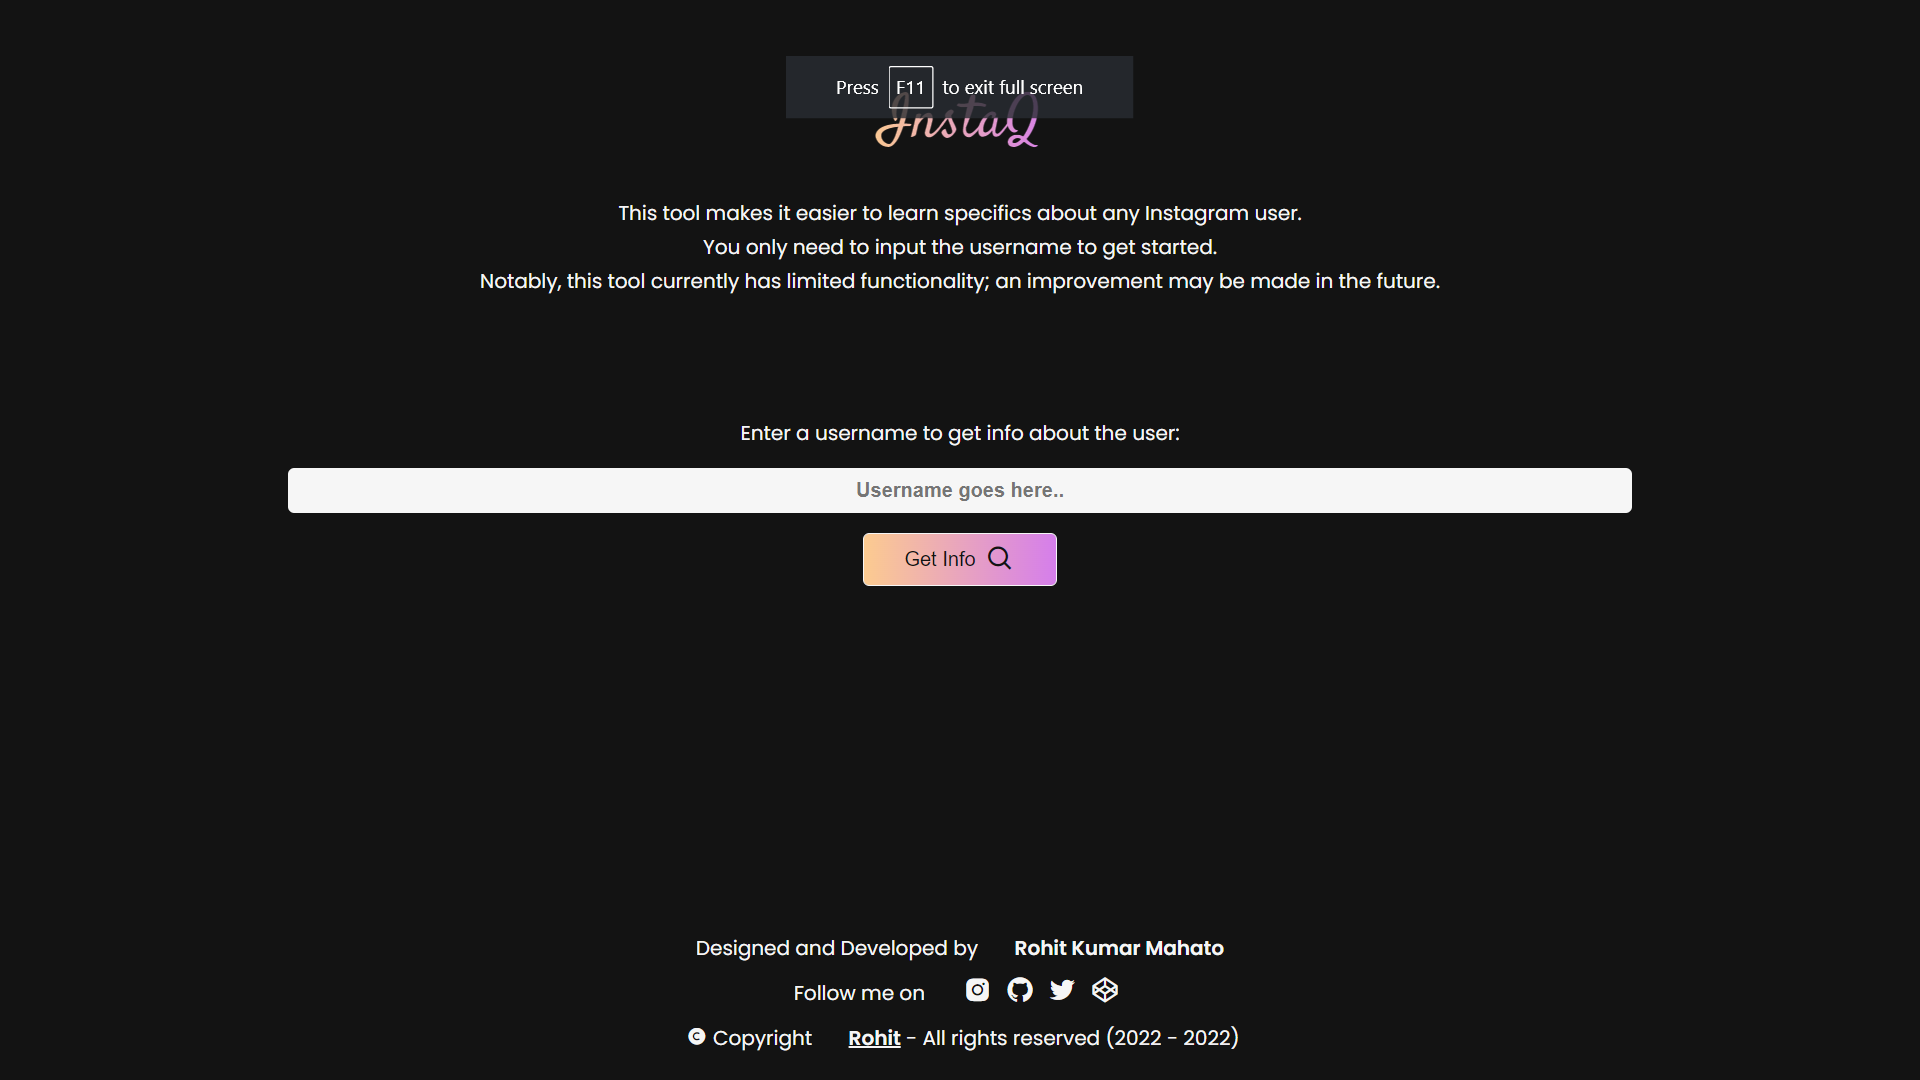 Press F11 to exit full screen
InstaQ
This tool makes it easier to learn specifics about any Instagram user.
You only need to input the username to get started.
Notably, this tool currently has limited functionality; an improvement may be made in the future.
Enter a username to get info about the user:
Username goes here..
Get Info
Designed and Developed by Rohit Kumar Mahato
Follow me on
© Copyright Rohit - All rights reserved (2022 - 2022)